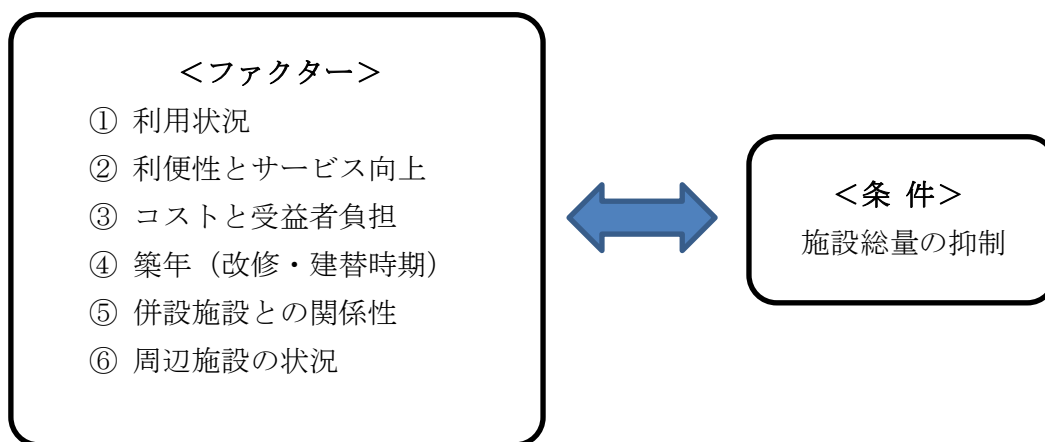 ＜ファクター＞
① 利用状況
② 利便性とサービス向上
③ コストと受益者負担
④ 築年（改修・建替時期）
⑤ 併設施設との関係性
⑥ 周辺施設の状況
＜条 件＞
施設総量の抑制